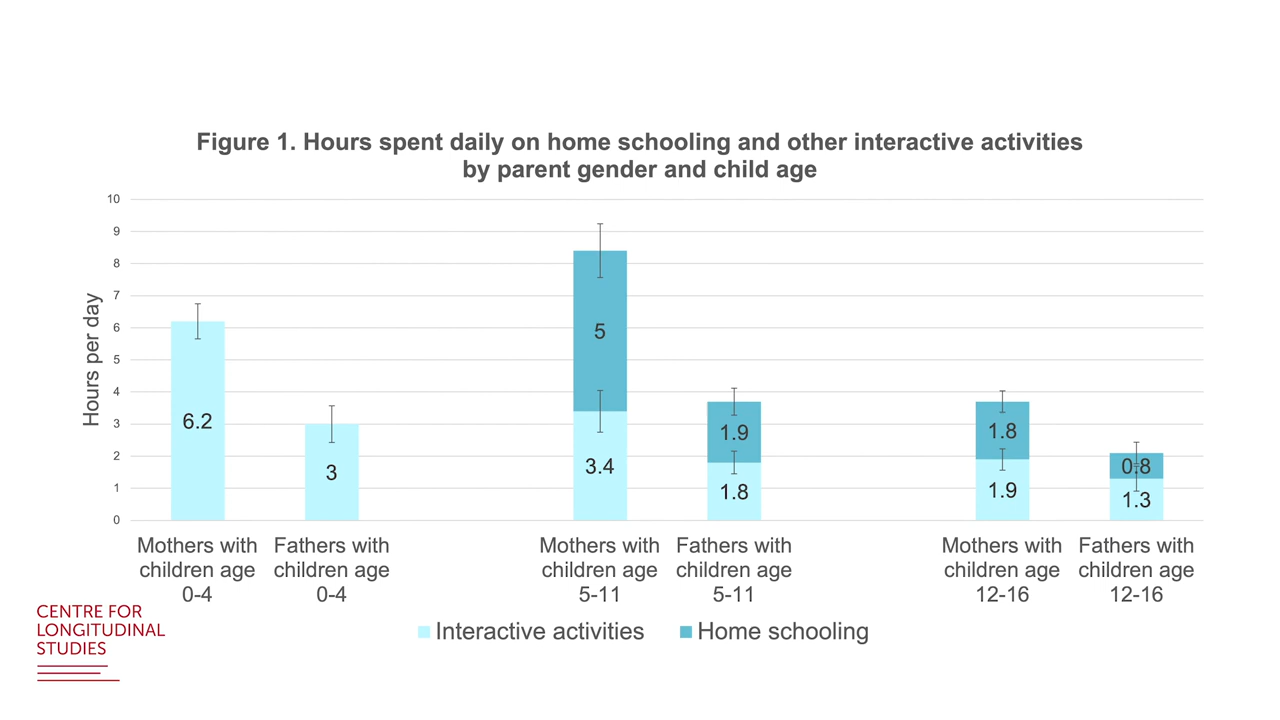 Figure 1. Hours spent daily on home schooling and other interactive activities
by parent gender and child age
Hours per day
10
9
8
7
6
5
4
3
2
1
0
6.2
3
5
3.4
1.9
1.8
1.8
1.9
0.8
1.3
Mothers with
children age
0-4
Fathers with
children age
0-4
Mothers with
children age
5-11
Fathers with
children age
5-11
Mothers with
children age
12-16
Fathers with
children age
12-16
Interactive activities
Home schooling
CENTRE FOR
LONGITUDINAL
STUDIES